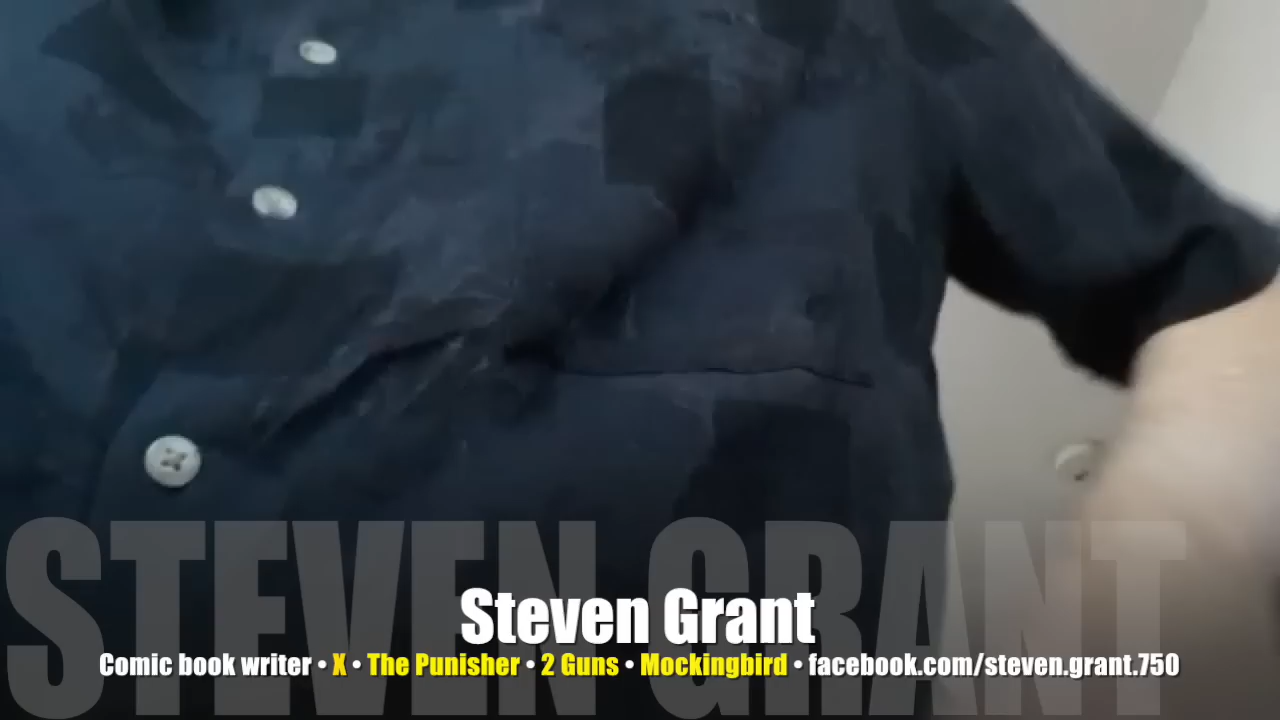 STEVEN GRANT
Steven Grant
Comic book writer • X • The Punisher • 2 Guns • Mockingbird • facebook.com/steven.grant.750